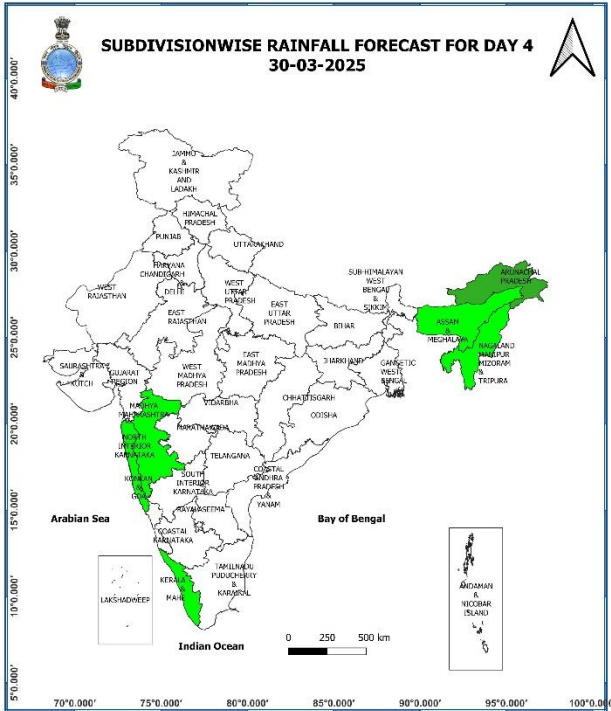 SUBDIVISIONWISE RAINFALL FORECAST FOR DAY 4
30-03-2025
40°0.000'
35°0.000'
30°0.000'
25°0.000'
20°0.000'
15°0.000'
10°0.000'
5°0.000'
JAMMU
&
KASHMIR
AND
LADAKH
HIMACHAL
PRADESH
PUNJAB
UTTARAKHAND
HARYANA
CHANDIGARH
&
DELHI
WEST
RAJASTHAN
WEST
UTTAR
PRADESH
EAST
RAJASTHAN
EAST
UTTAR
PRADESH
SUB-HIMALAYAN
WEST
BENGAL
&
SIKKIM
ARUNACHAL
PRADESH
ASSAM
&
MEGHALAYA
NAGALAND
MANIPUR
MIZORAM
&
TRIPURA
BIHAR
JHARKHAND
GANGETIC
WEST
BENGAL
SAURASHTRA
&
KUTCH
GUJARAT
REGION
WEST
MADHYA
PRADESH
EAST
MADHYA
PRADESH
CHHATTISGARH
ODISHA
VIDARBHA
MADHYA
MAHARASHTRA
MARATHAWADA
NORTH
INTERIOR
KARNATAKA
TELANGANA
KONKAN
&
GOA
SOUTH
INTERIOR
KARNATAKA
COASTAL
ANDHRA
PRADESH
&
YANAM
RAYALASEEMA
COASTAL
KARNATAKA
TAMILNADU
PUDUCHERRY
&
KARAIKAL
KERALA
&
MAHE
LAKSHADWEEP
ANDAMAN
&
NICOBAR
ISLAND
Arabian Sea
Bay of Bengal
Indian Ocean
0 250 500 km
70°0.000' 75°0.000' 80°0.000' 85°0.000' 90°0.000' 95°0.000' 100°0.000'